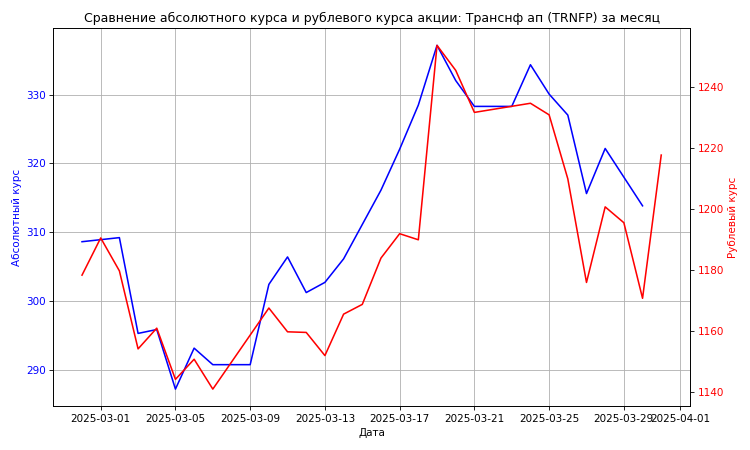 Сравнение абсолютного курса и рублевого курса акции: Транснф ап (TRNFP) за месяц
Абсолютный курс
330
320
310
300
290
1240
1220
1200
1180
1160
1140
Рублевый курс
2025-03-01 2025-03-05 2025-03-09 2025-03-13 2025-03-17 2025-03-21 2025-03-25 2025-03-29 2025-04-01
Дата